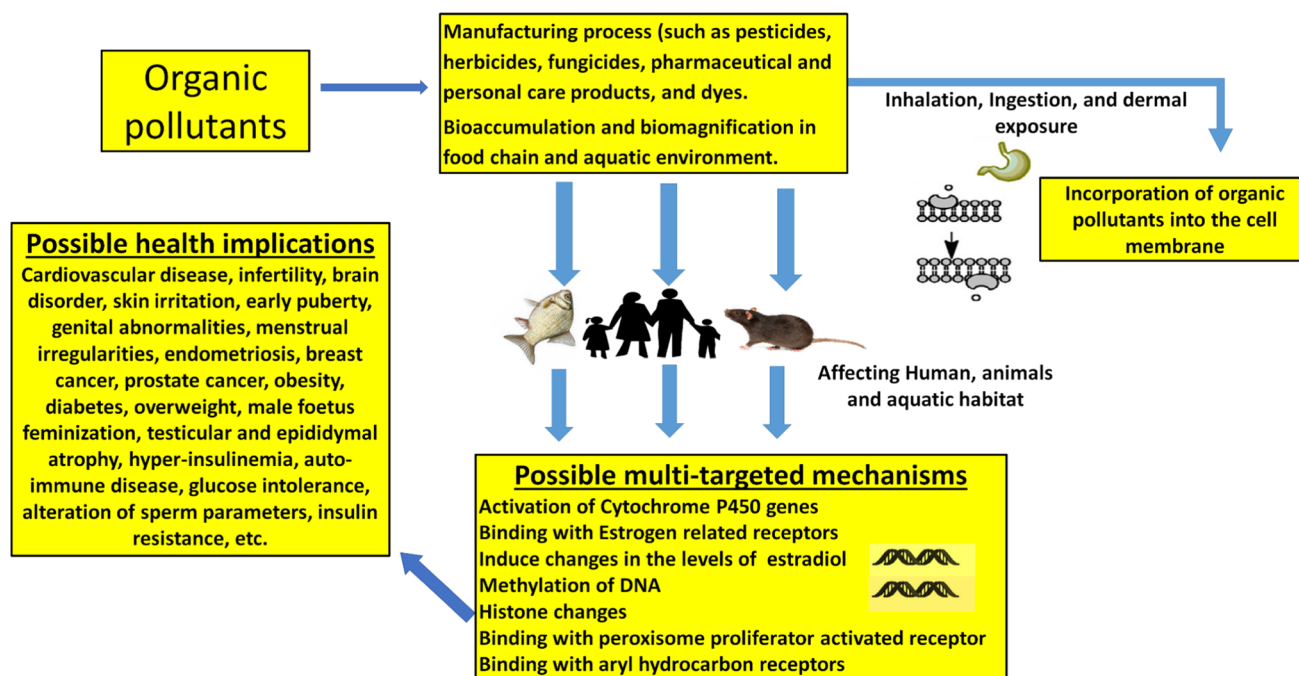 Organic
pollutants
Manufacturing process (such as pesticides,
herbicides, fungicides, pharmaceutical and
personal care products, and dyes.
Bioaccumulation and biomagnification in
food chain and aquatic environment.
Inhalation, Ingestion, and dermal
exposure
Incorporation of organic
pollutants into the cell
membrane
Affecting Human, animals
and aquatic habitat
Possible multi-targeted mechanisms
Activation of Cytochrome P450 genes
Binding with Estrogen related receptors
Induce changes in the levels of estradiol
Methylation of DNA
Histone changes
Binding with peroxisome proliferator activated receptor
Binding with aryl hydrocarbon receptors
Possible health implications
Cardiovascular disease, infertility, brain
disorder, skin irritation, early puberty,
genital abnormalities, menstrual
irregularities, endometriosis, breast
cancer, prostate cancer, obesity,
diabetes, overweight, male foetus
feminization, testicular and epididymal
atrophy, hyper-insulinemia, auto-
immune disease, glucose intolerance,
alteration of sperm parameters, insulin
resistance, etc.